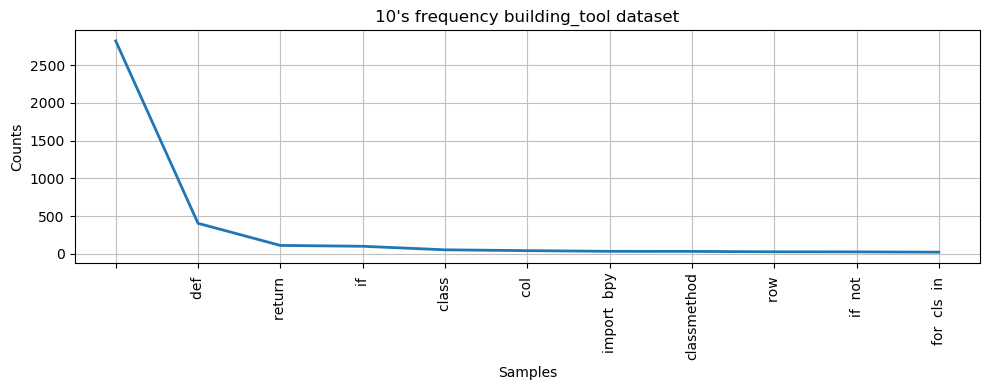 10's frequency building_tool dataset
Counts
2500
2000
1500
1000
500
0
def
return
if
class
col
import bpy
classmethod
row
if not
for cls in
Samples